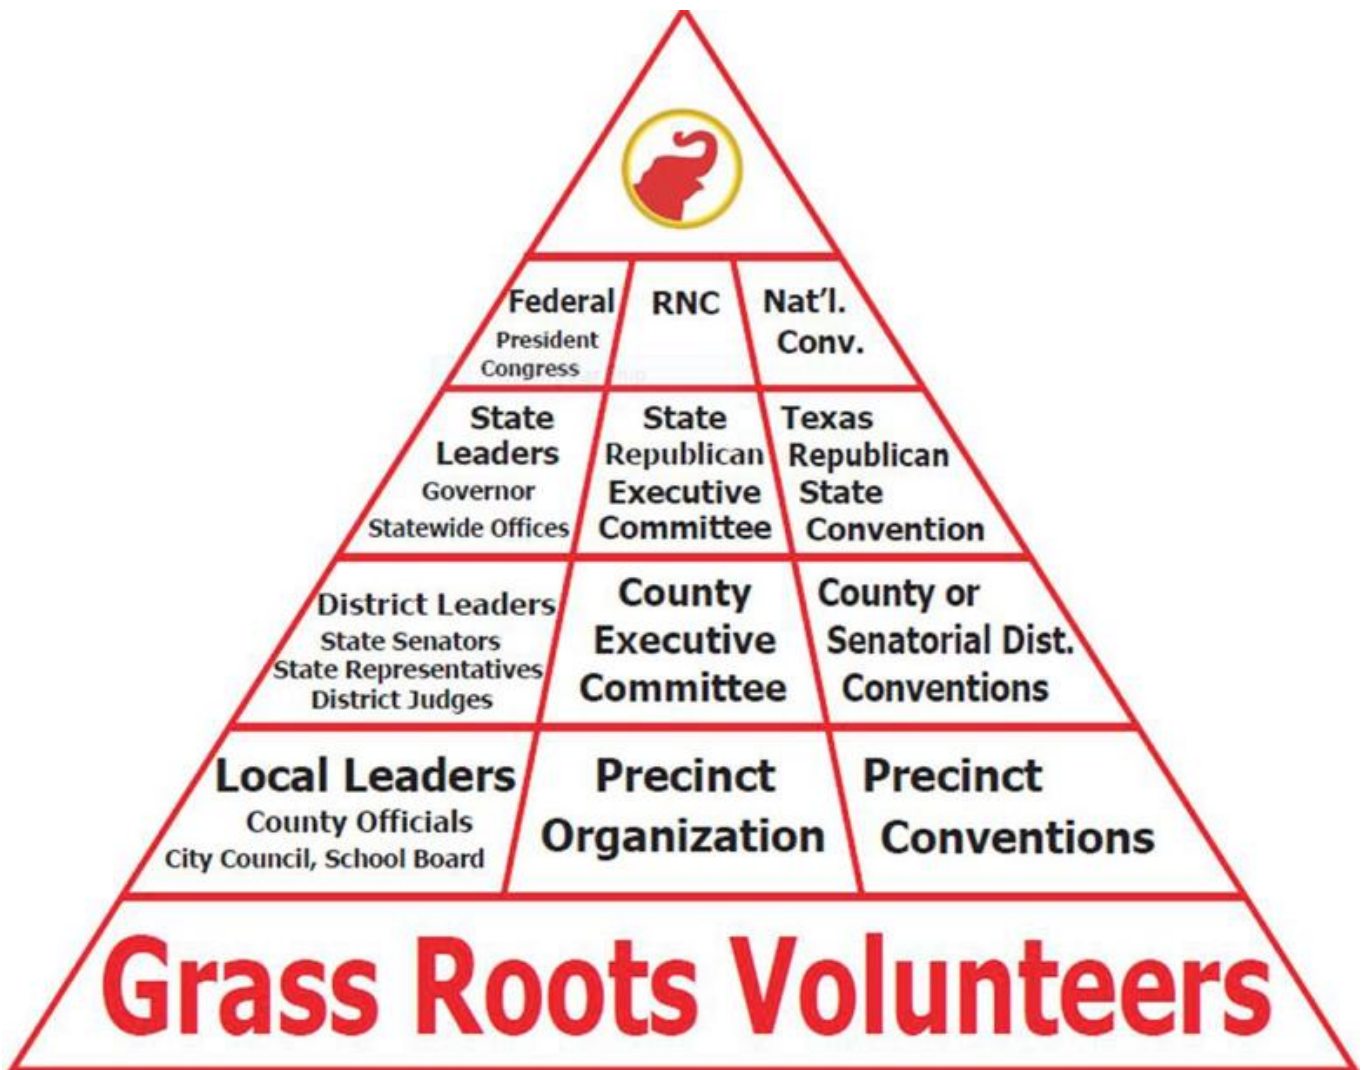 Federal
President
Congress
RNC
Nat'l.
Conv.
State
Leaders
Governor
Statewide Offices
State
Republican
Executive
Committee
Texas
Republican
State
Convention
District Leaders
State Senators
State Representatives
District Judges
County
Executive
Committee
County or
Senatorial Dist.
Conventions
Local Leaders
County Officials
City Council, School Board
Precinct
Organization
Precinct
Conventions
Grass Roots Volunteers